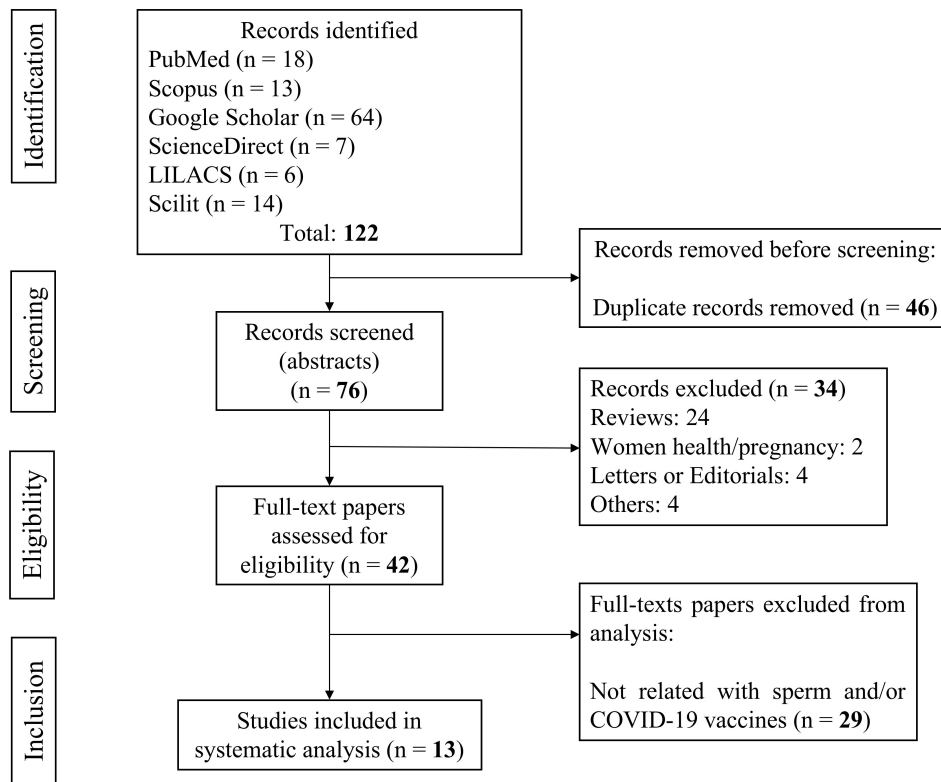 Identification
Records identified
PubMed (n = 18)
Scopus (n = 13)
Google Scholar (n = 64)
ScienceDirect (n = 7)
LILACS (n = 6)
Scilit (n = 14)
Total: 122
Records removed before screening:
Duplicate records removed (n = 46)
Screening
Records screened
(abstracts)
(n = 76)
Records excluded (n = 34)
Reviews: 24
Women health/pregnancy: 2
Letters or Editorials: 4
Others: 4
Eligibility
Full-text papers
assessed for
eligibility (n = 42)
Full-texts papers excluded from
analysis:
Not related with sperm and/or
COVID-19 vaccines (n = 29)
Inclusion
Studies included in
systematic analysis (n = 13)